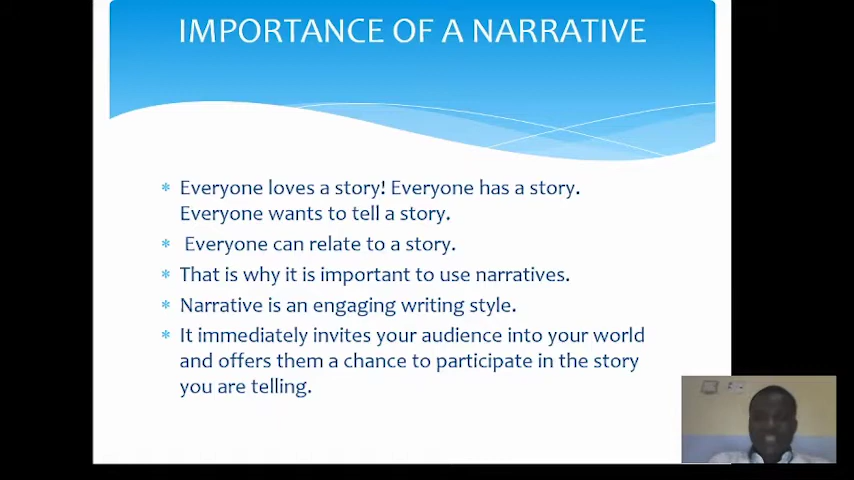 IMPORTANCE OF A NARRATIVE
* Everyone loves a story! Everyone has a story.
Everyone wants to tell a story.
* Everyone can relate to a story.
* That is why it is important to use narratives.
* Narrative is an engaging writing style.
* It immediately invites your audience into your world
and offers them a chance to participate in the story
you are telling.